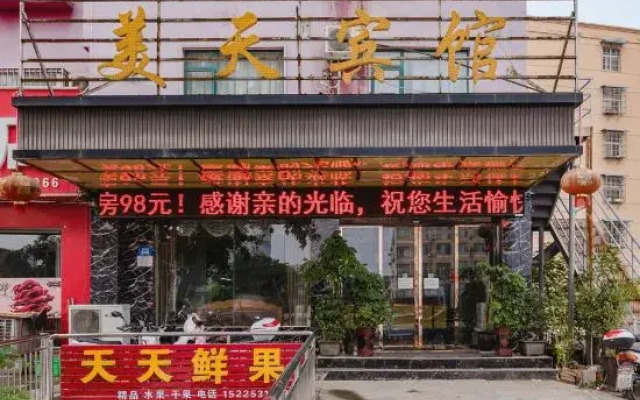 美天宾馆
房98元！感谢亲的光临，祝您生活愉快
天天鲜果
精品 水果 干果 电话 152253